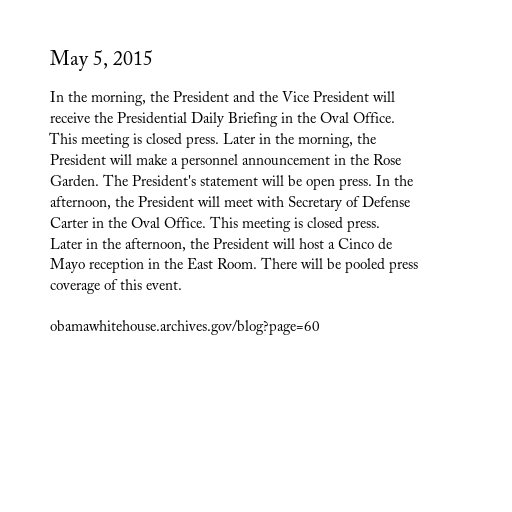 May 5, 2015
In the morning, the President and the Vice President will
receive the Presidential Daily Briefing in the Oval Office.
This meeting is closed press. Later in the morning, the
President will make a personnel announcement in the Rose
Garden. The President's statement will be open press. In the
afternoon, the President will meet with Secretary of Defense
Carter in the Oval Office. This meeting is closed press.
Later in the afternoon, the President will host a Cinco de
Mayo reception in the East Room. There will be pooled press
coverage of this event.
obamawhitehouse.archives.gov/blog?page=60